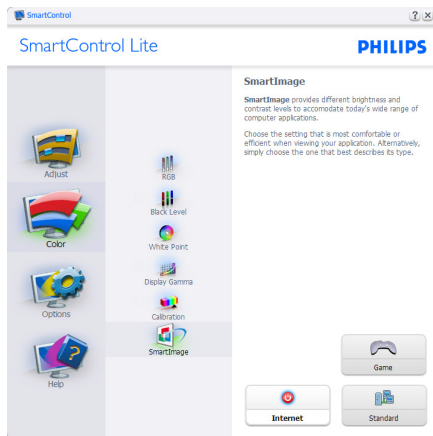 SmartControl
SmartControl Lite
PHILIPS
Adjust
Color
Options
Help
RGB
Black Level
White Point
Display Gamma
Calibration
SmartImage
SmartImage
SmartImage provides different brightness and
contrast levels to accomodate today's wide range of
computer applications.
Choose the setting that is most comfortable or
efficient when viewing your application. Alternatively,
simply choose the one that best describes its type.
Game
Internet
Standard